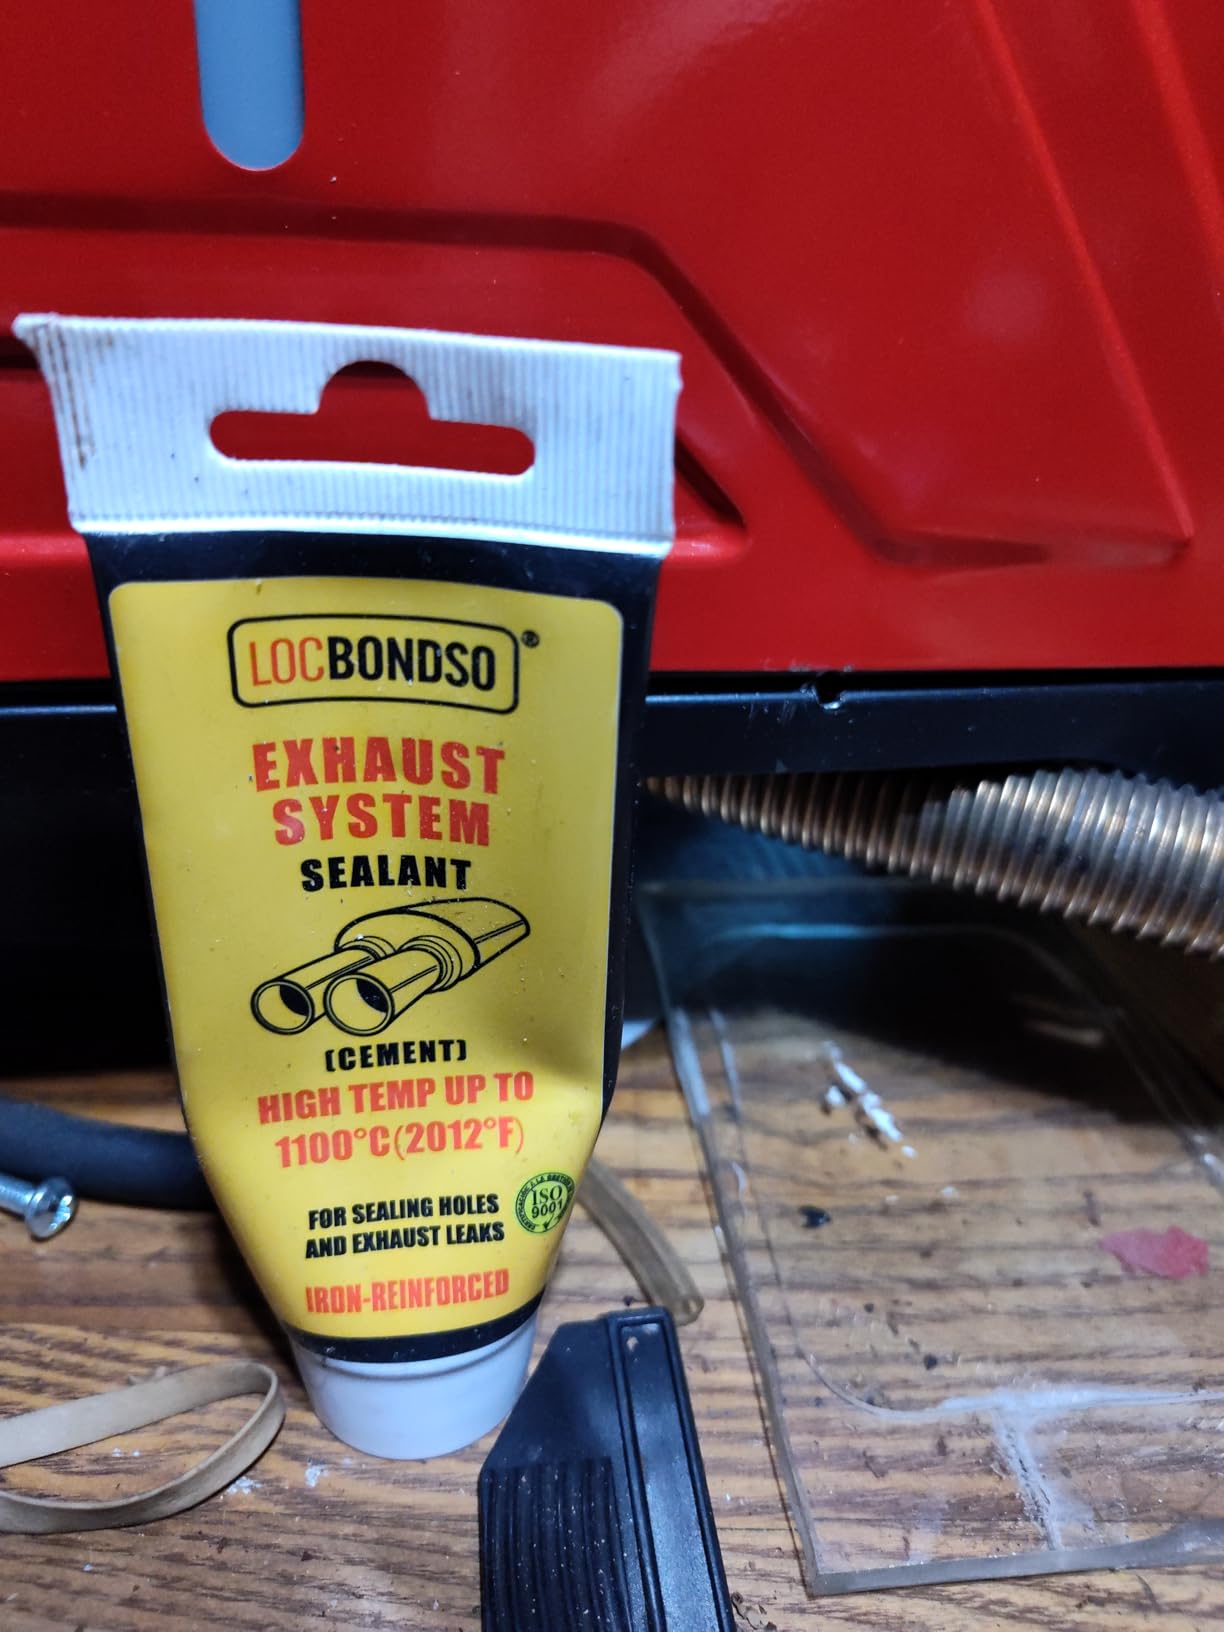 LOCBONDSO®
EXHAUST
SYSTEM
SEALANT
(CEMENT)
HIGH TEMP UP TO
1100°C(2012°F)
FOR SEALING HOLES
AND EXHAUST LEAKS
ISO
9001
IRON-REINFORCED